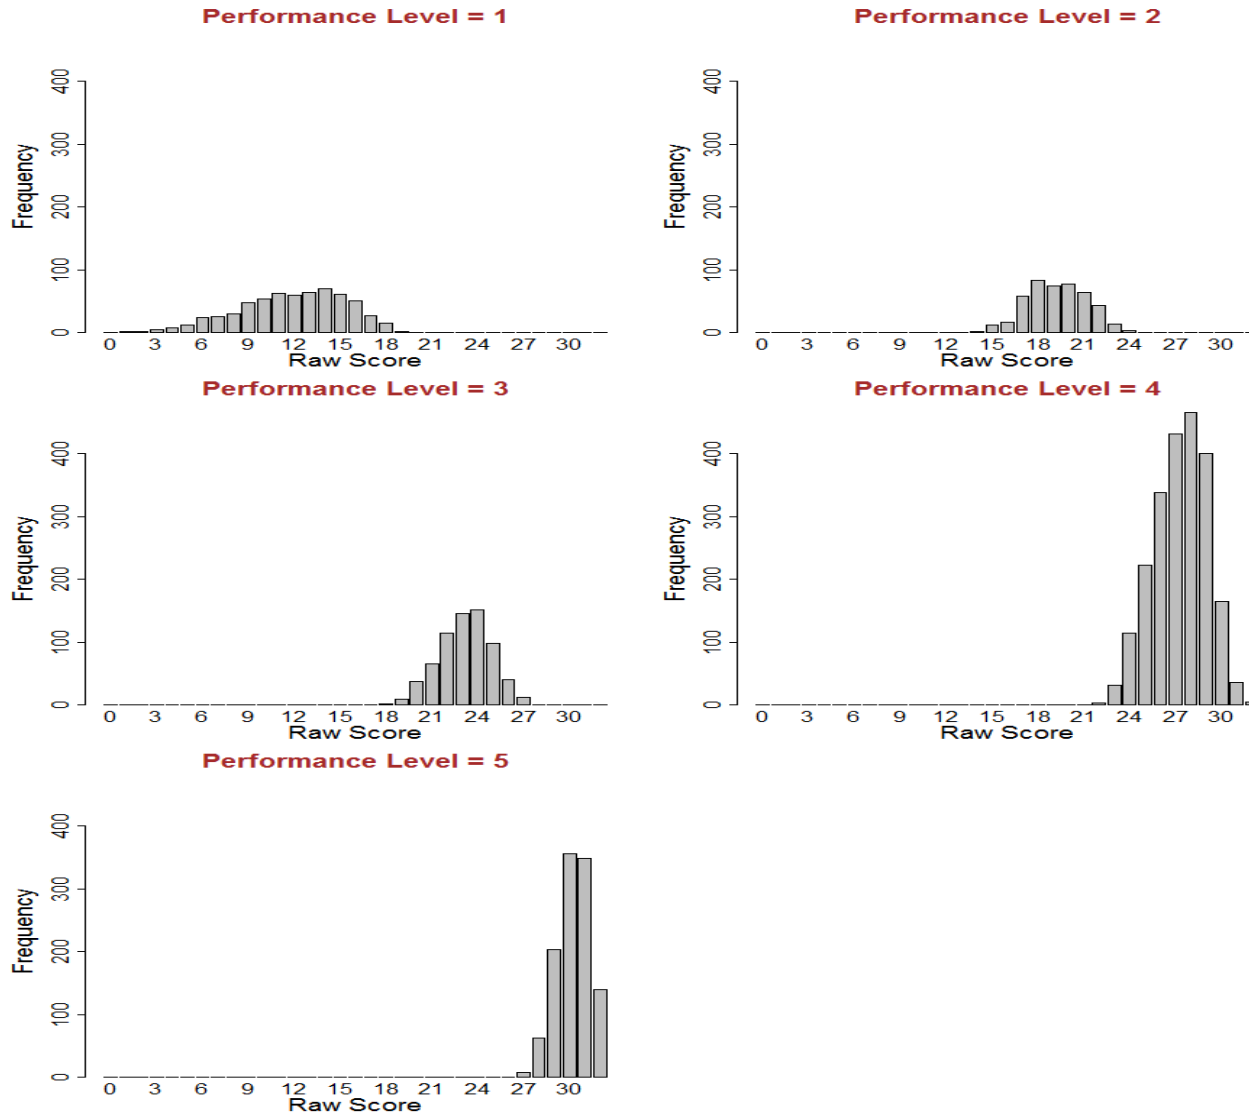 Performance Level = 1
Frequency
0 100 200 300 400
0 3 6 9 12 15 18 21 24 27 30
Raw Score
Performance Level = 2
Frequency
0 100 200 300 400
0 3 6 9 12 15 18 21 24 27 30
Raw Score
Performance Level = 3
Frequency
0 100 200 300 400
0 3 6 9 12 15 18 21 24 27 30
Raw Score
Performance Level = 4
Frequency
0 100 200 300 400
0 3 6 9 12 15 18 21 24 27 30
Raw Score
Performance Level = 5
Frequency
0 100 200 300 400
0 3 6 9 12 15 18 21 24 27 30
Raw Score